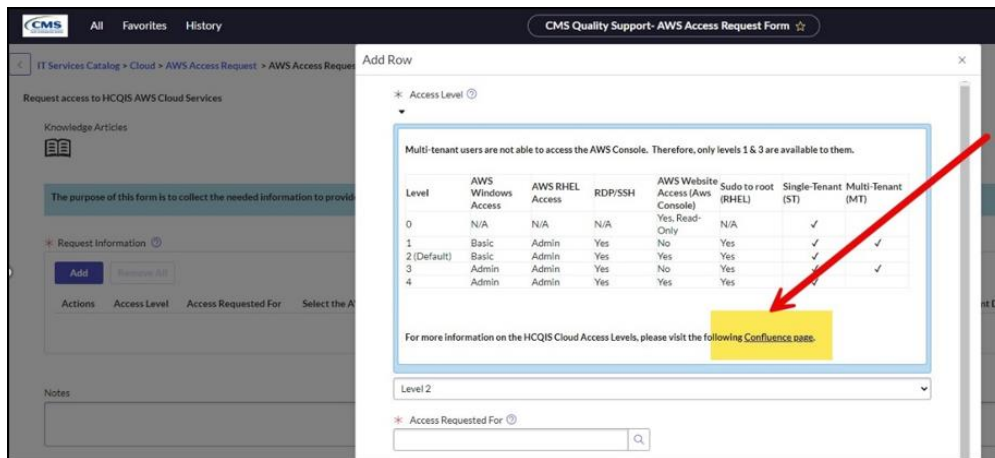 CMS
All Favorites History
CMS Quality Support- AWS Access Request Form
IT Services Catalog > Cloud > AWS Access Request > AWS Access Reques
Request access to HCQIS AWS Cloud Services
Knowledge Articles
The purpose of this form is to collect the needed information to provid
* Request Information
Add Remove All
Actions Access Level Access Requested For Select the A
Notes
Add Row
* Access Level
Multi-tenant users are not able to access the AWS Console. Therefore, only levels 1 & 3 are available to them.
Level AWS Windows Access AWS RHEL Access RDP/SSH AWS Website Access (Aws Console) Sudo to root (RHEL) Single-Tenant (ST) Multi-Tenant (MT)
0 N/A N/A N/A Yes, Read-Only N/A ✓
1 Basic Admin Yes No Yes ✓ ✓
2 (Default) Basic Admin Yes Yes Yes ✓
3 Admin Admin Yes No Yes ✓ ✓
4 Admin Admin Yes Yes Yes ✓
For more information on the HCQIS Cloud Access Levels, please visit the following Confluence page.
Level 2
* Access Requested For